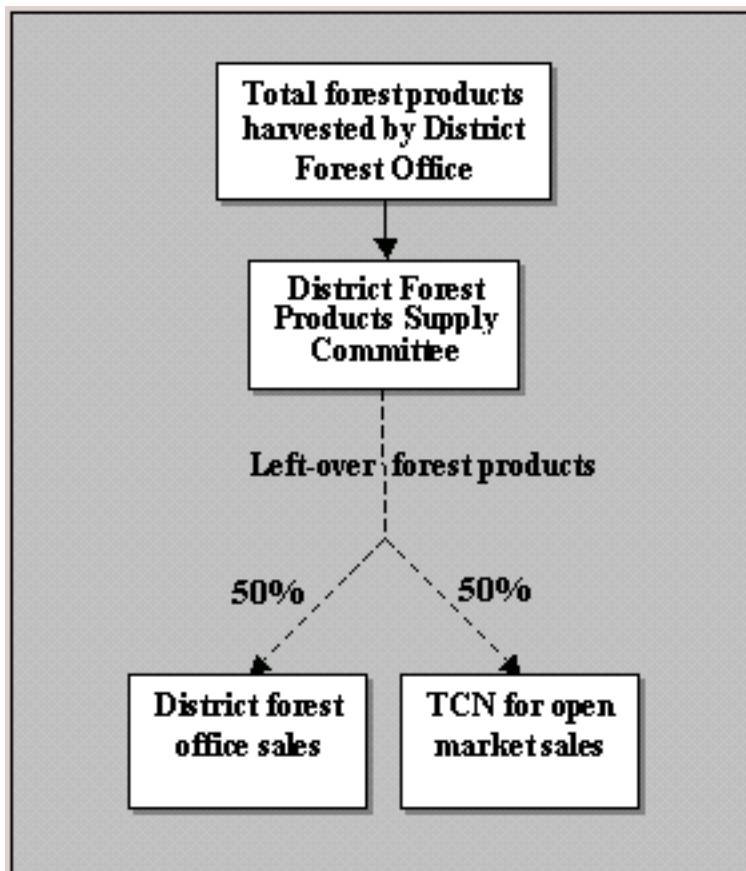 Total forest products
harvested by District
Forest Office
District Forest
Products Supply
Committee
Left-over forest products
50%
50%
District forest
office sales
TCN for open
market sales